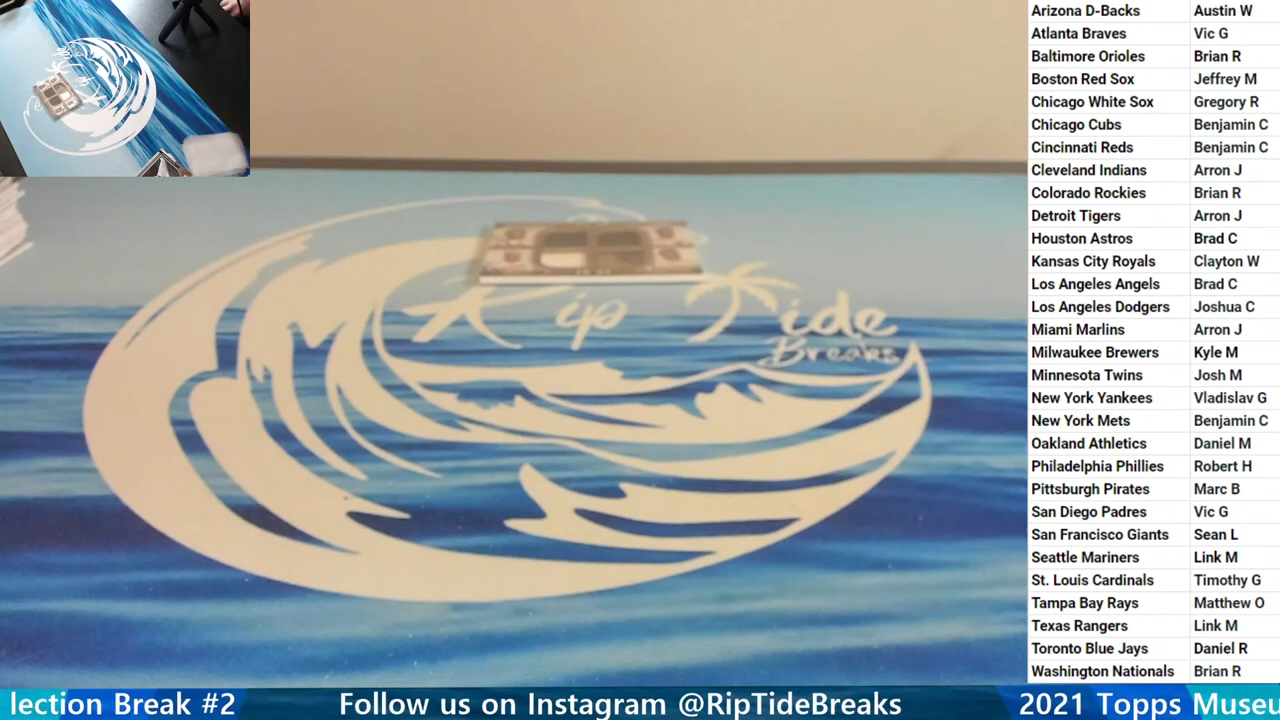 Rip Tide
Breaks
Arizona D-Backs Austin W
Atlanta Braves Vic G
Baltimore Orioles Brian R
Boston Red Sox Jeffrey M
Chicago White Sox Gregory R
Chicago Cubs Benjamin C
Cincinnati Reds Benjamin C
Cleveland Indians Arron J
Colorado Rockies Brian R
Detroit Tigers Arron J
Houston Astros Brad C
Kansas City Royals Clayton W
Los Angeles Angels Brad C
Los Angeles Dodgers Joshua C
Miami Marlins Arron J
Milwaukee Brewers Kyle M
Minnesota Twins Josh M
New York Yankees Vladislav G
New York Mets Benjamin C
Oakland Athletics Daniel M
Philadelphia Phillies Robert H
Pittsburgh Pirates Marc B
San Diego Padres Vic G
San Francisco Giants Sean L
Seattle Mariners Link M
St. Louis Cardinals Timothy G
Tampa Bay Rays Matthew O
Texas Rangers Link M
Toronto Blue Jays Daniel R
Washington Nationals Brian R
lection Break #2 Follow us on Instagram @RipTideBreaks 2021 Topps Museu